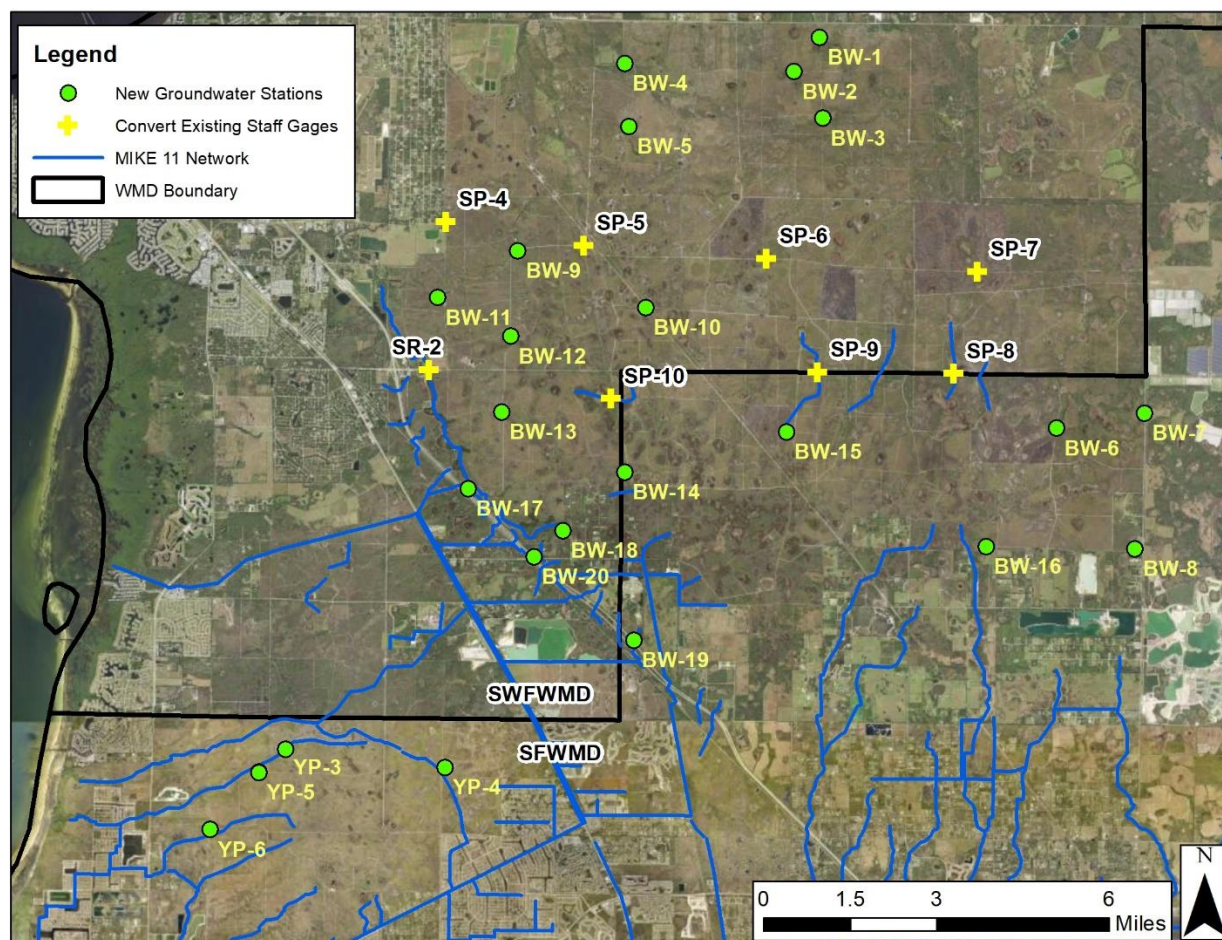 Legend
New Groundwater Stations
Convert Existing Staff Gages
MIKE 11 Network
WMD Boundary
BW-1
BW-4
BW-2
BW-3
BW-5
SP-4
SP-5
SP-6
SP-7
BW-9
BW-11
BW-10
BW-12
SR-2
SP-9
SP-8
SP-10
BW-13
BW-7
BW-6
BW-15
BW-14
BW-17
BW-18
BW-16
BW-8
BW-20
BW-19
SWFWMD
SFWMD
YP-3
YP-4
YP-5
YP-6
N
0 1.5 3 6
Miles